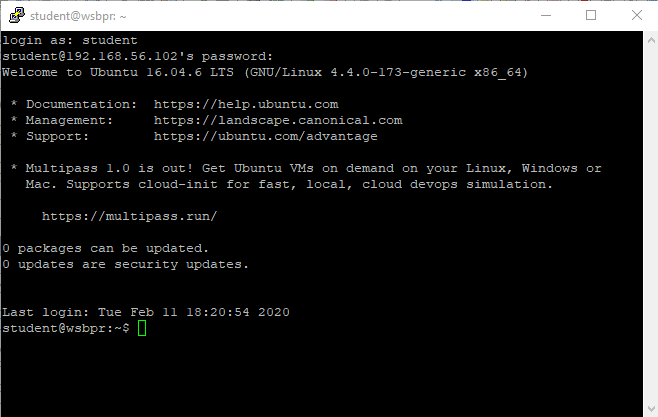 student@wsbpr: ~
login as: student
student@192.168.56.102's password:
Welcome to Ubuntu 16.04.6 LTS (GNU/Linux 4.4.0-173-generic x86_64)
* Documentation:  https://help.ubuntu.com
* Management:     https://landscape.canonical.com
* Support:        https://ubuntu.com/advantage
* Multipass 1.0 is out! Get Ubuntu VMs on demand on your Linux, Windows or
Mac. Supports cloud-init for fast, local, cloud devops simulation.
https://multipass.run/
0 packages can be updated.
0 updates are security updates.
Last login: Tue Feb 11 18:20:54 2020
student@wsbpr:~$